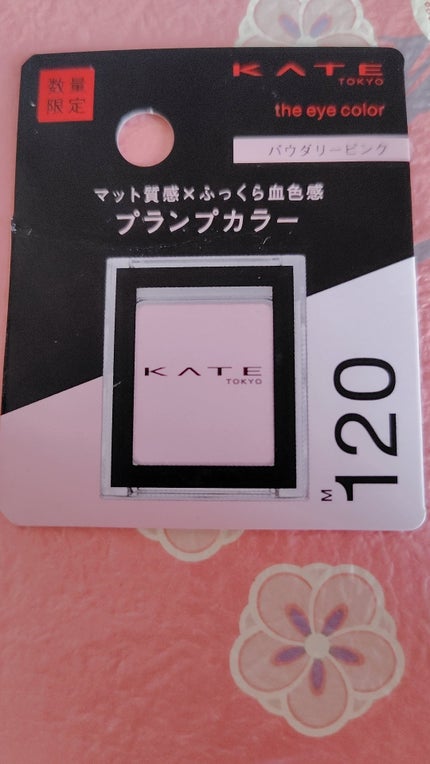 数量
限定
KATE
TOKYO
the eye color
パウダリーピンク
マット質感×ふっくら血色感
プランプカラー
KATE
TOKYO
M
120